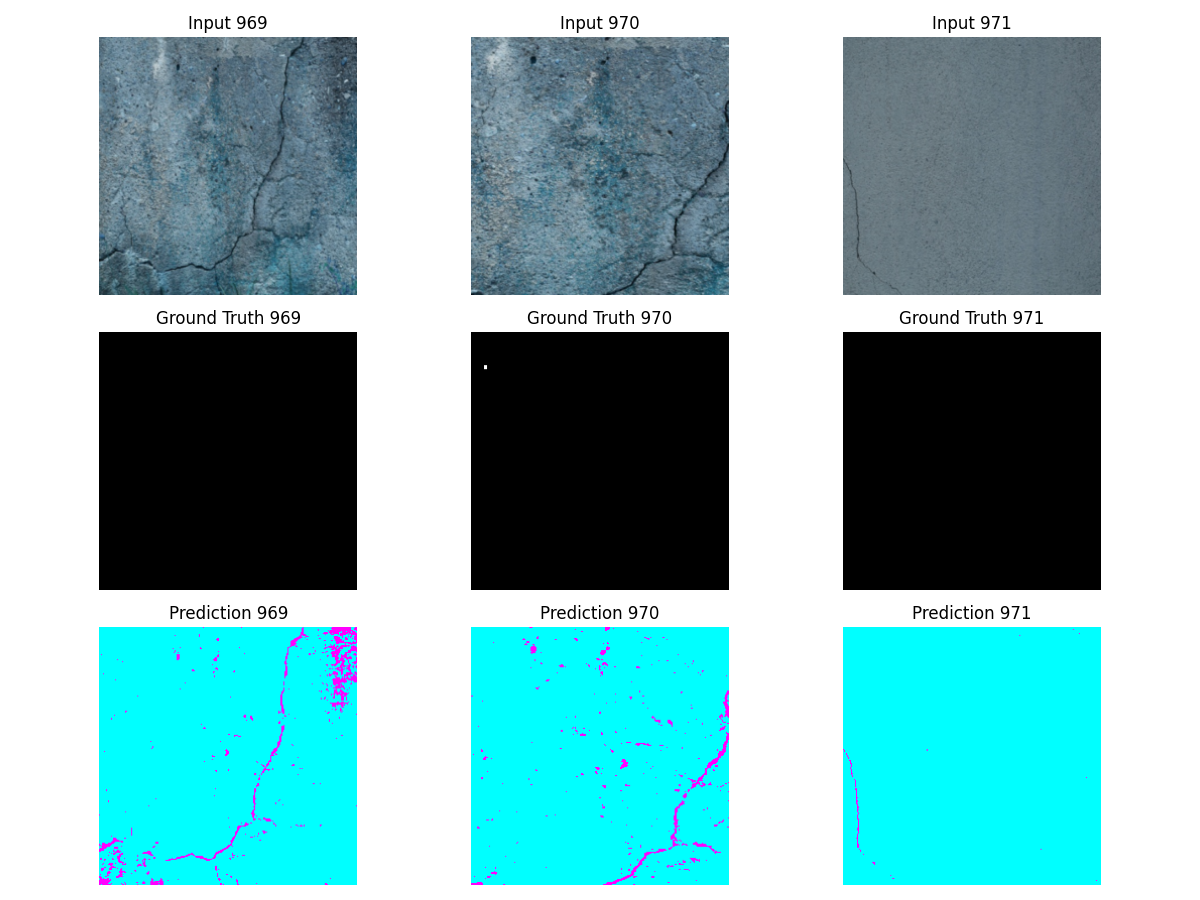 Input 969
Input 970
Input 971
Ground Truth 969
Ground Truth 970
Ground Truth 971
Prediction 969
Prediction 970
Prediction 971